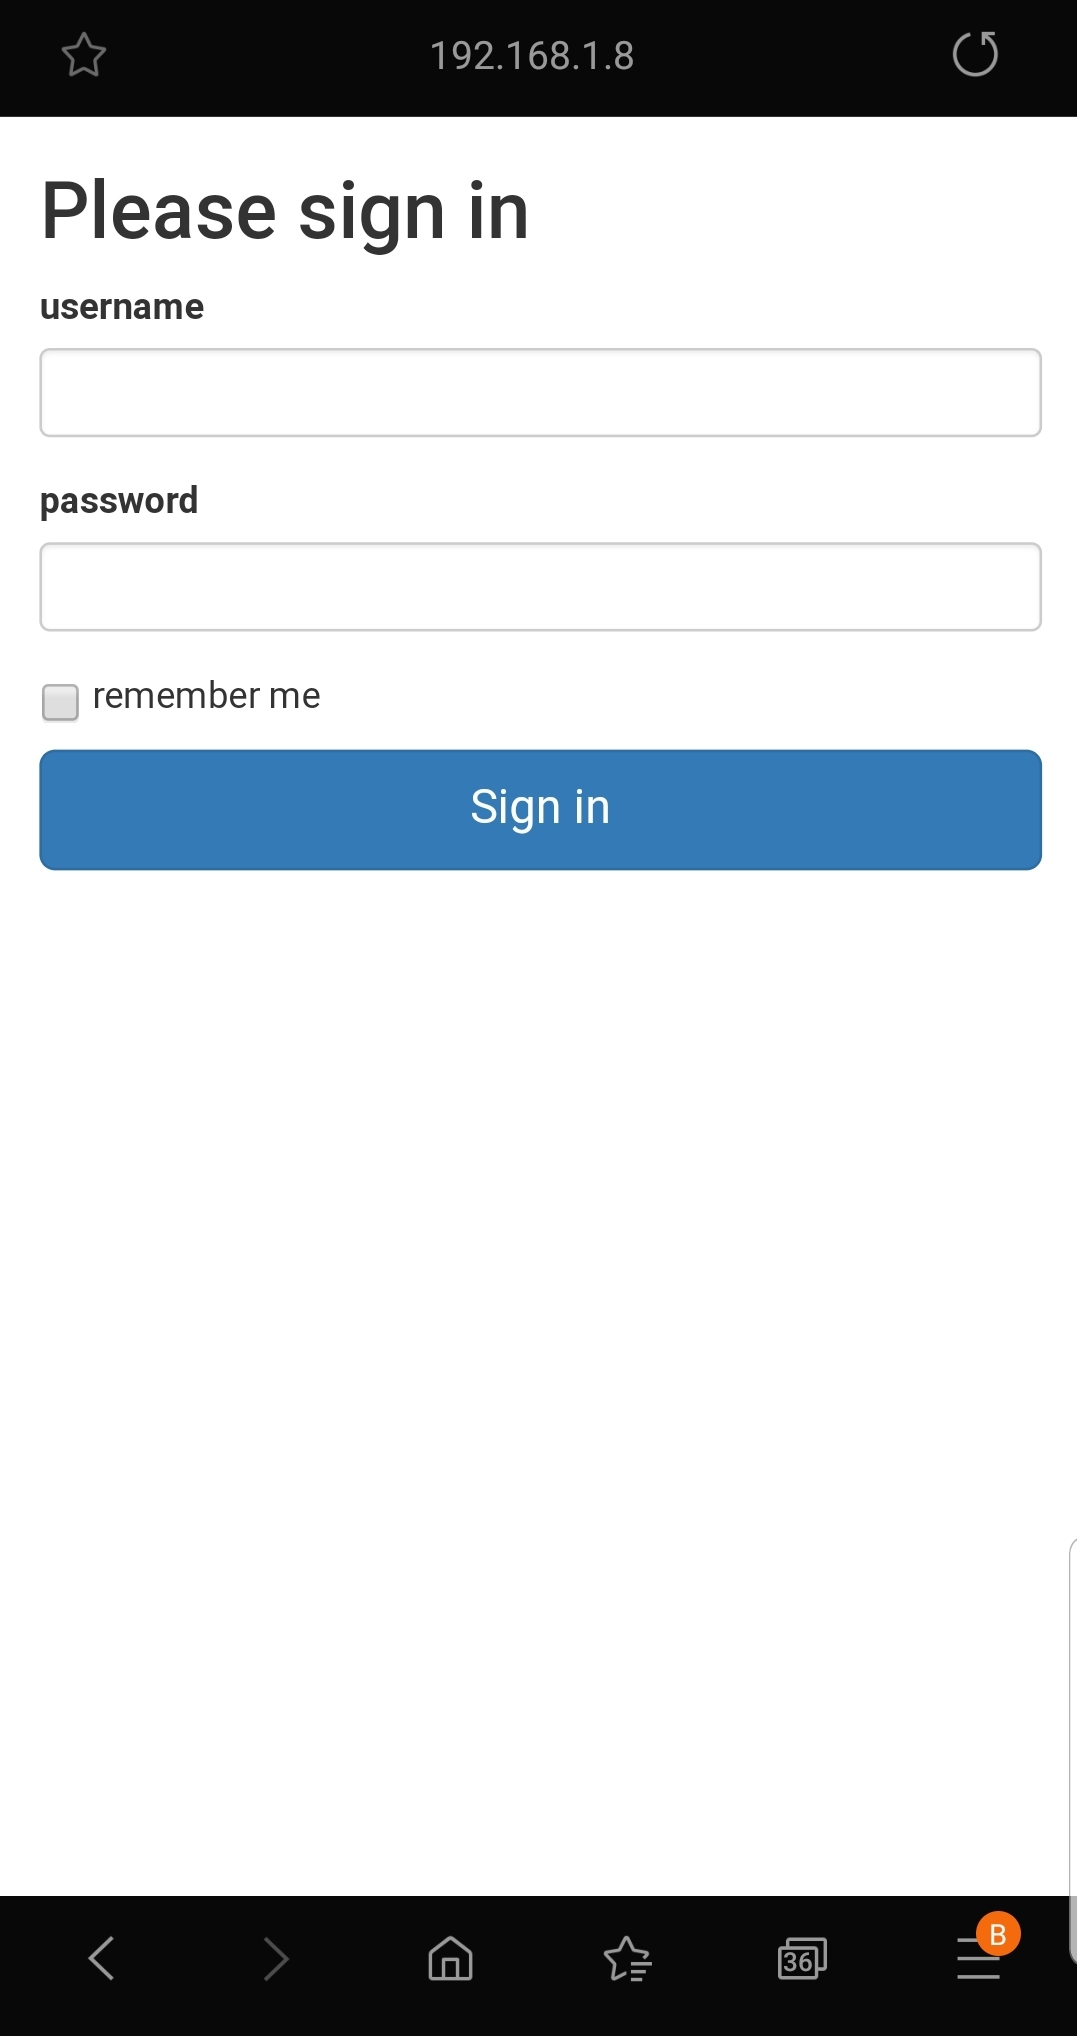 192.168.1.8
Please sign in
username
password
remember me
Sign in
36
B